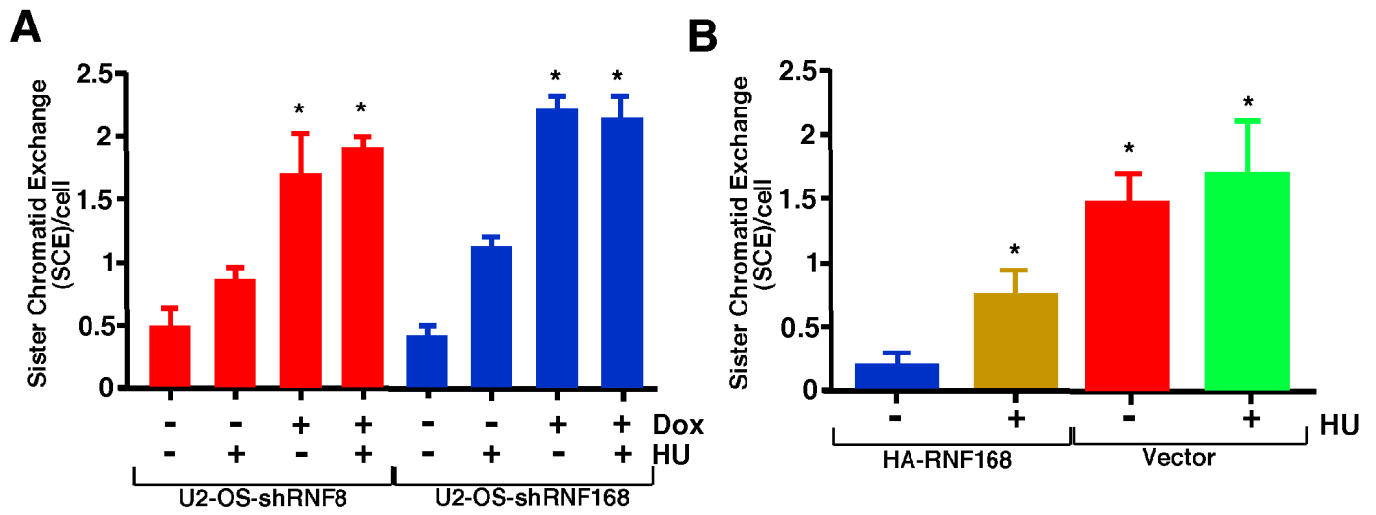 A
Sister Chromatid Exchange
(SCE)/cell
2.5
2
1.5
1
0.5
0
* * * *
- - + + - - + + Dox
- + - + - + - + HU
U2-OS-shRNF8 U2-OS-shRNF168
B
Sister Chromatid Exchange
(SCE)/cell
2.5
2
1.5
1
0.5
0
* * *
- + - + HU
HA-RNF168 Vector